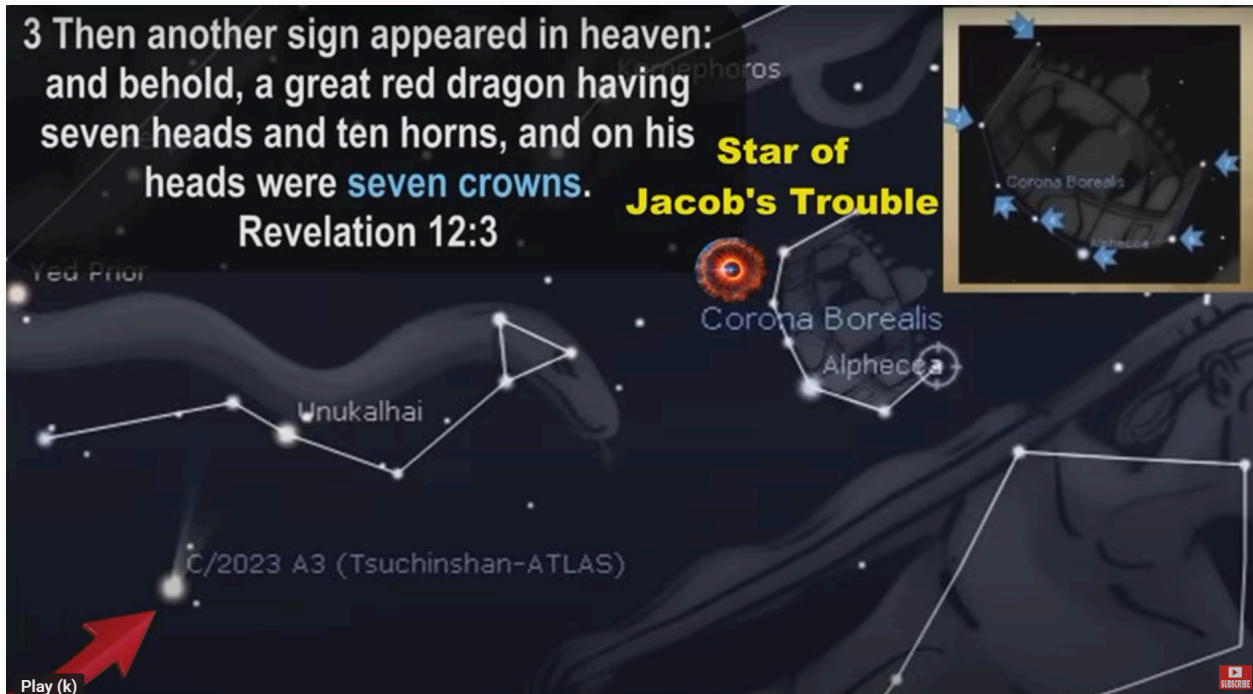 3 Then another sign appeared in heaven:
and behold, a great red dragon having
seven heads and ten horns, and on his
heads were seven crowns.
Revelation 12:3
Kornephoros
Star of
Jacob's Trouble
Corona Borealis
Alphecca
Yed Prior
Corona Borealis
Alphecca
Unukalhai
C/2023 A3 (Tsuchinshan-ATLAS)
Play (k)
SUBSCRIBE